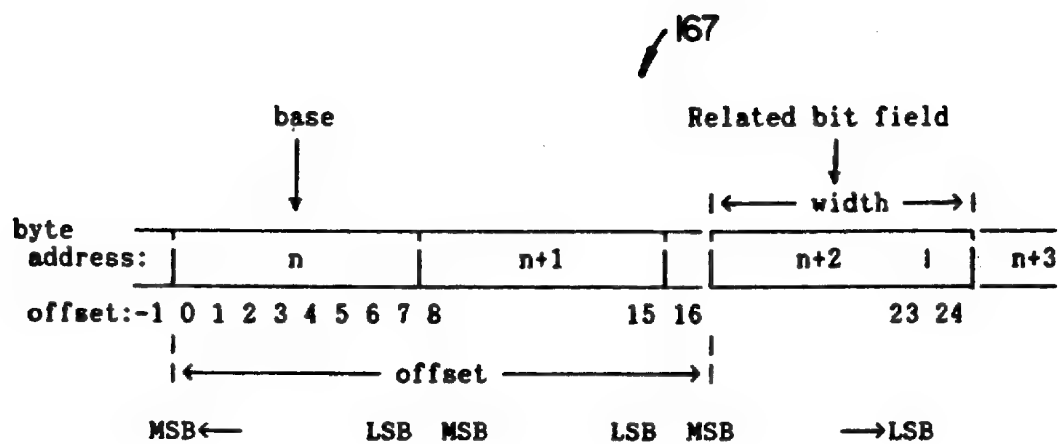 167
base Related bit field
width
byte
address: n n+1 n+2 n+3
offset:-1 0 1 2 3 4 5 6 7 8 15 16 23 24
offset
MSB LSB MSB LSB MSB LSB